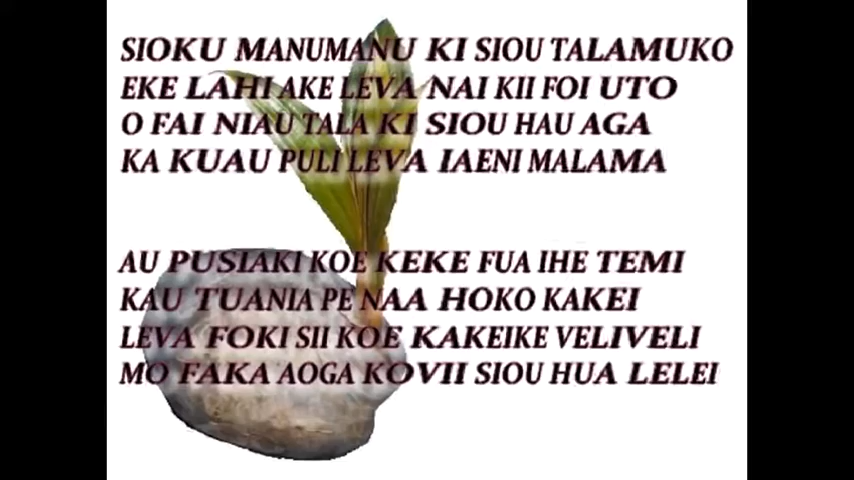 SIOKU MANUMANU KI SIOU TALAMUKO
EKE LAHI AKE LEVA NAI KII FOI UTO
O FAI NIAU TALA KI SIOU HAU AGA
KA KUAU PULI LEVA IAENI MALAMA
AU PUSIAKI KOE KEKE FUA IHE TEMI
KAU TUANIA PE NAA HOKO KAKEI
LEVA FOKI SII KOE KAKEIKE VELIVELI
MO FAKA AOGA KOVII SIOU HUA LELEI